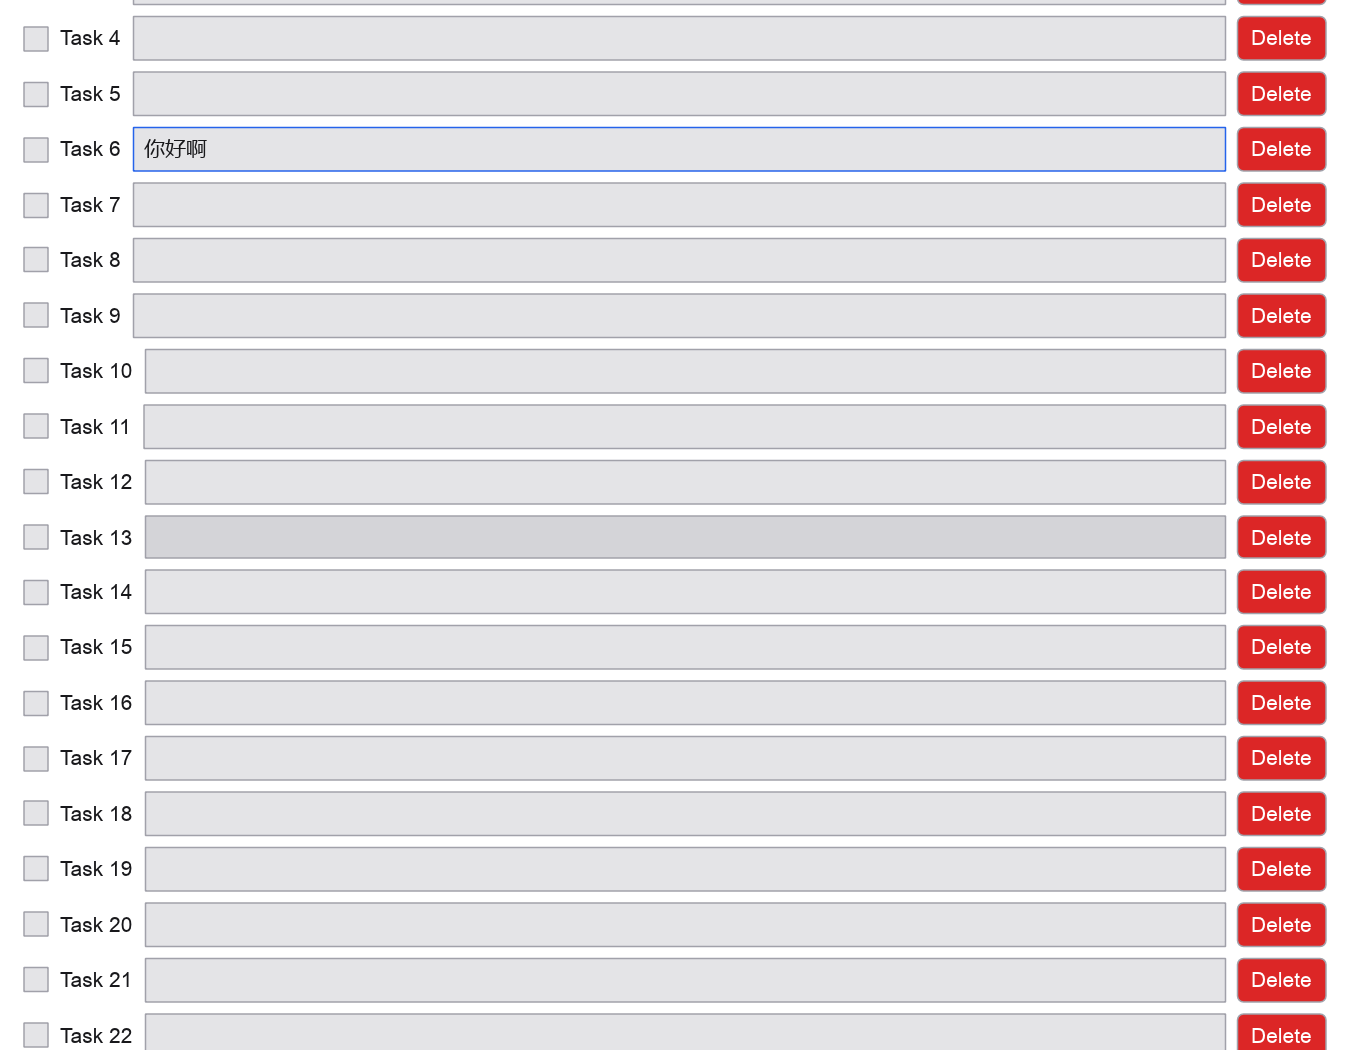 Task 4 Delete
Task 5 Delete
Task 6 你好啊 Delete
Task 7 Delete
Task 8 Delete
Task 9 Delete
Task 10 Delete
Task 11 Delete
Task 12 Delete
Task 13 Delete
Task 14 Delete
Task 15 Delete
Task 16 Delete
Task 17 Delete
Task 18 Delete
Task 19 Delete
Task 20 Delete
Task 21 Delete
Task 22 Delete